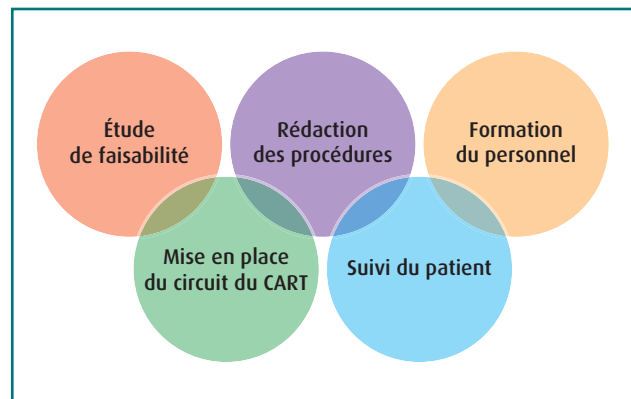 Étude
de faisabilité
Rédaction
des procédures
Formation
du personnel
Mise en place
du circuit du CART
Suivi du patient